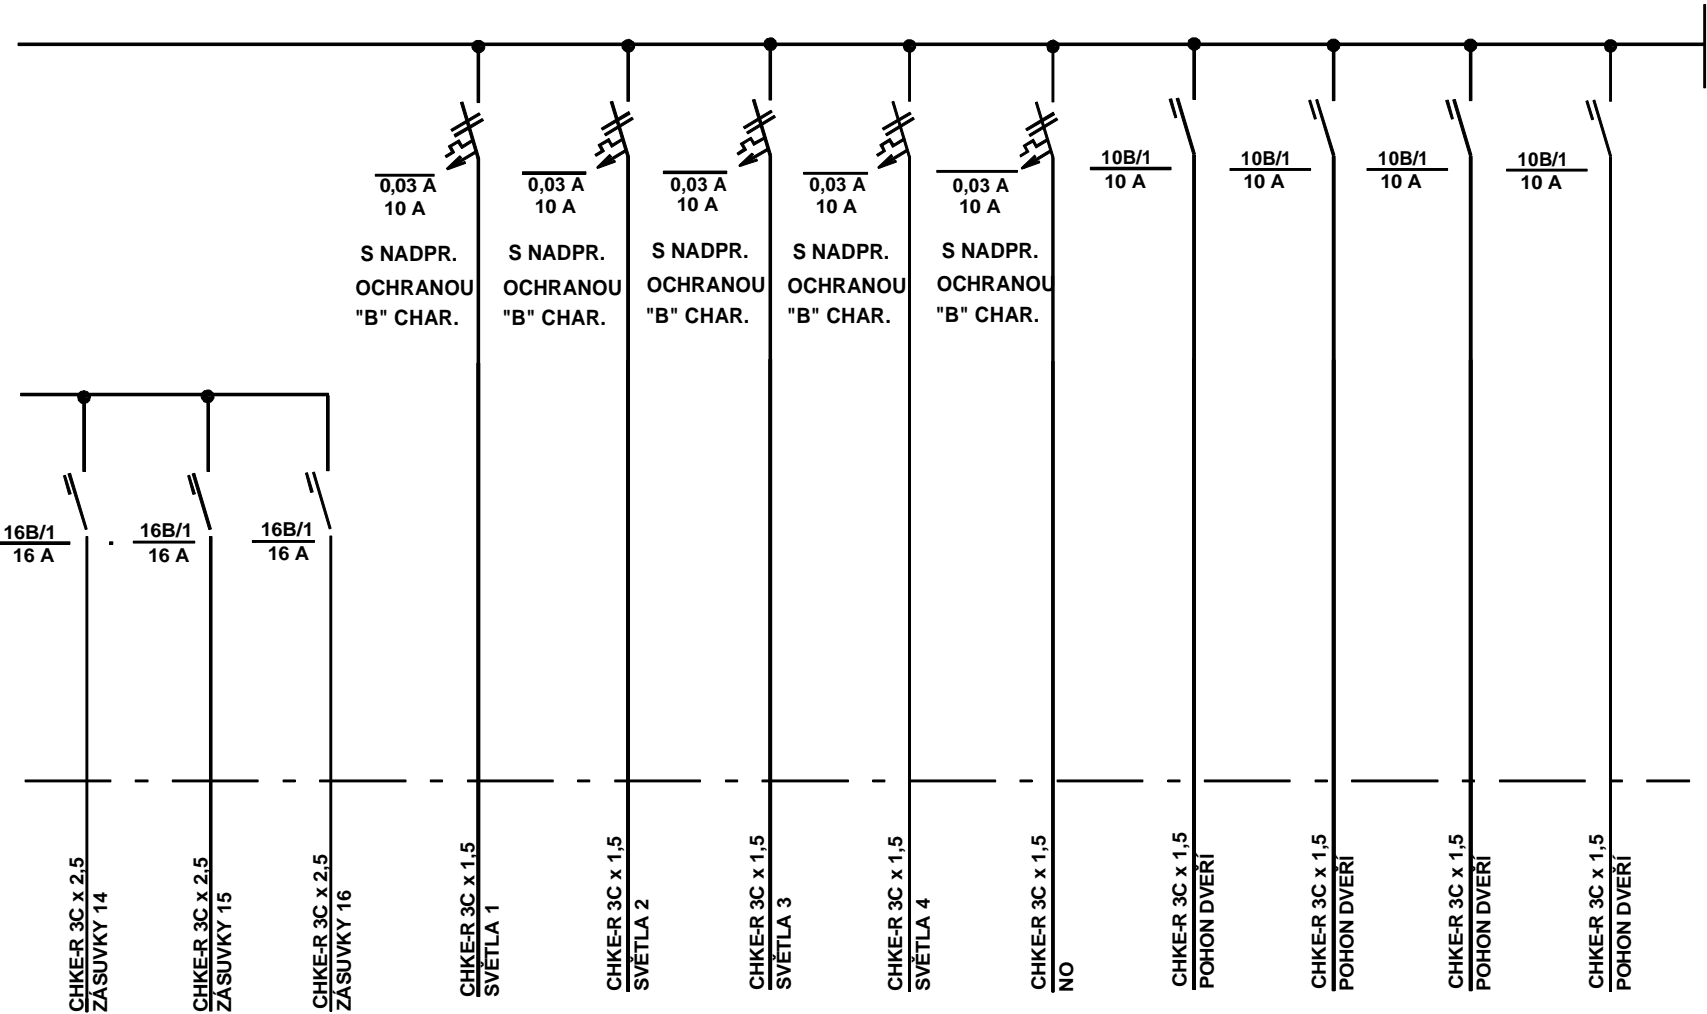 0,03 A
10 A
S NADPR.
OCHRANOU
"B" CHAR.
0,03 A
10 A
S NADPR.
OCHRANOU
"B" CHAR.
0,03 A
10 A
S NADPR.
OCHRANOU
"B" CHAR.
0,03 A
10 A
S NADPR.
OCHRANOU
"B" CHAR.
0,03 A
10 A
S NADPR.
OCHRANOU
"B" CHAR.
10B/1
10 A
10B/1
10 A
10B/1
10 A
10B/1
10 A
16B/1
16 A
16B/1
16 A
16B/1
16 A
CHKE-R 3C x 2,5
ZÁSUVKY 14
CHKE-R 3C x 2,5
ZÁSUVKY 15
CHKE-R 3C x 2,5
ZÁSUVKY 16
CHKE-R 3C x 1,5
SVĚTLA 1
CHKE-R 3C x 1,5
SVĚTLA 2
CHKE-R 3C x 1,5
SVĚTLA 3
CHKE-R 3C x 1,5
SVĚTLA 4
CHKE-R 3C x 1,5
NO
CHKE-R 3C x 1,5
POHON DVEŘÍ
CHKE-R 3C x 1,5
POHON DVEŘÍ
CHKE-R 3C x 1,5
POHON DVEŘÍ
CHKE-R 3C x 1,5
POHON DVEŘÍ